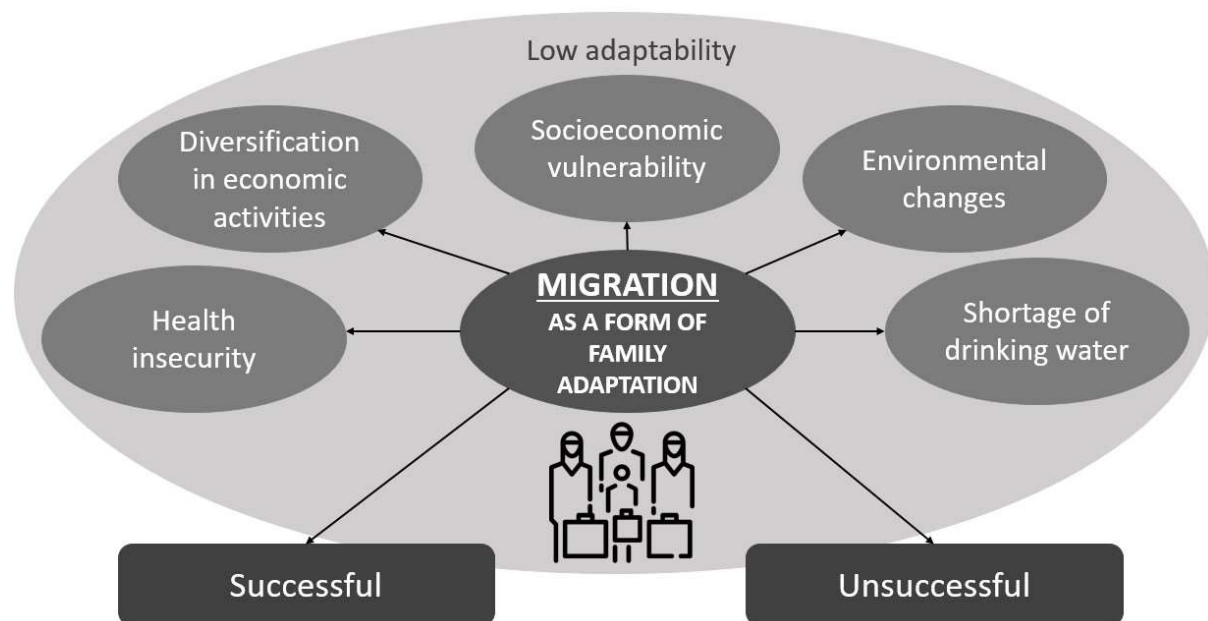 Low adaptability
Diversification
in economic
activities
Socioeconomic
vulnerability
Environmental
changes
Health
insecurity
MIGRATION
AS A FORM OF
FAMILY
ADAPTATION
Shortage of
drinking water
Successful
Unsuccessful